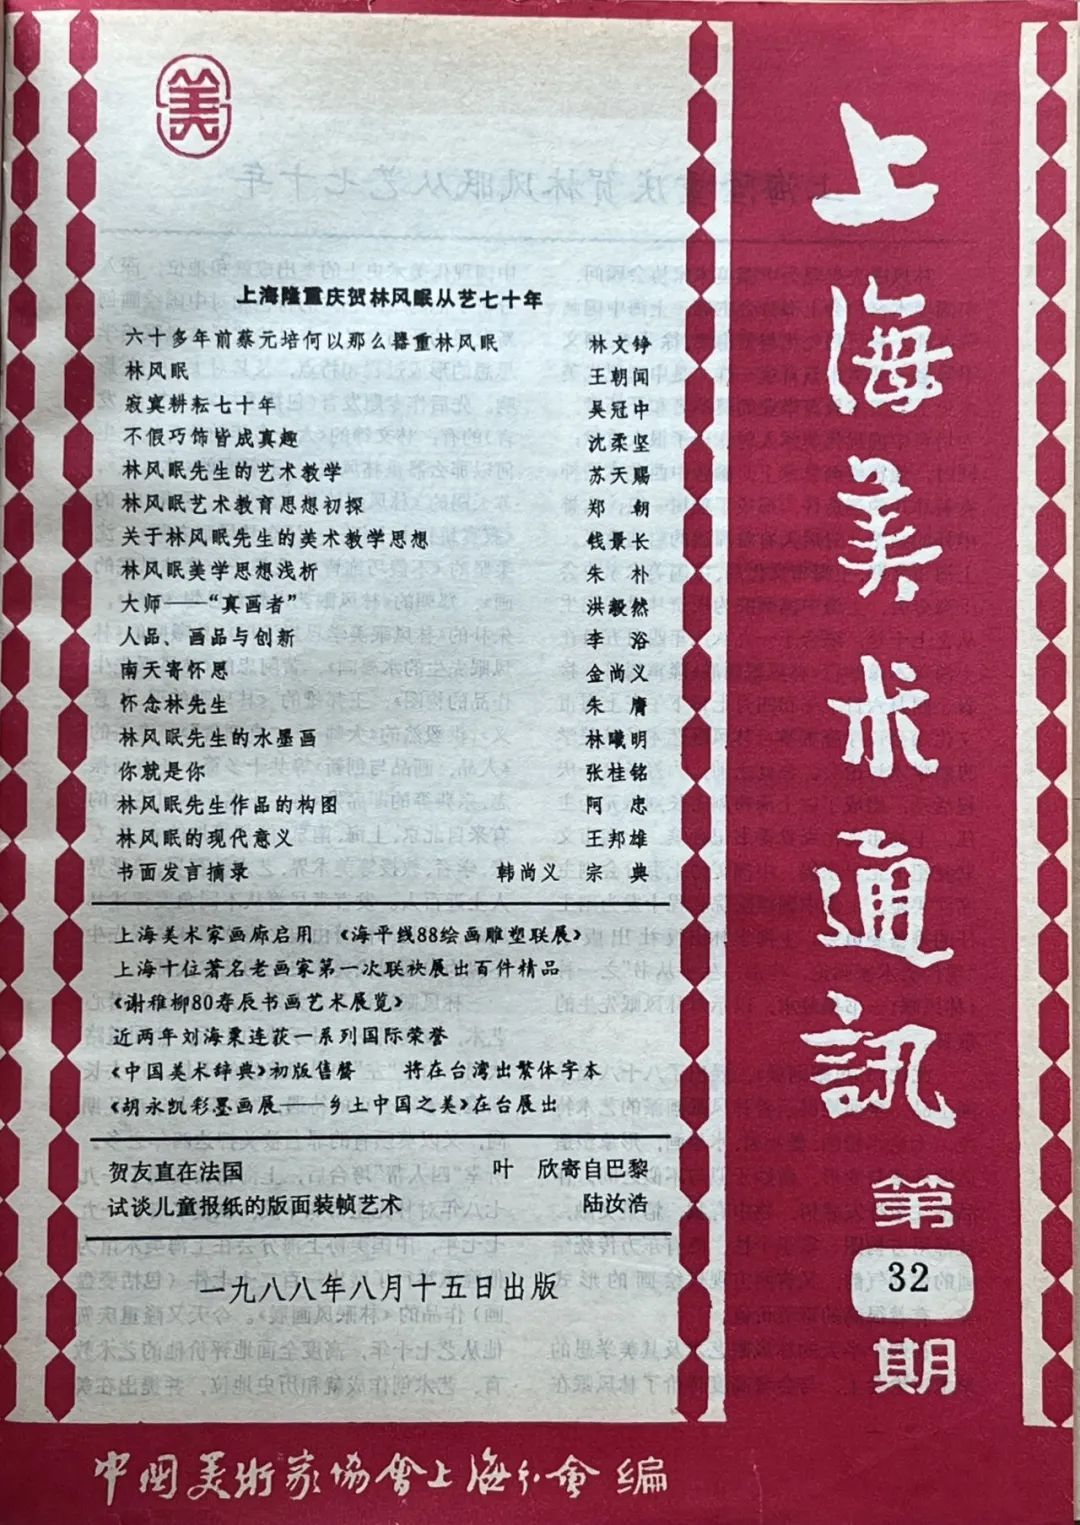 美
上海美术通訊
第
32
期
上海隆重庆贺林风眠从艺七十年
六十多年前蔡元培何以那么器重林风眠 林文铮
林风眠 王朝闻
寂寞耕耘七十年 吴冠中
不假巧饰皆成真趣 沈柔坚
林风眠先生的艺术教学 苏天赐
林风眠艺术教育思想初探 郑 朝
关于林风眠先生的美术教学思想 钱景长
林风眠美学思想浅析 朱 朴
大师——“真画者” 洪毅然
人品、画品与创新 李 浴
南天寄怀思 金尚义
怀念林先生 朱 膺
林风眠先生的水墨画 林曦明
你就是你 张桂铭
林风眠先生作品的构图 阿 忠
林风眠的现代意义 王邦雄
书面发言摘录 韩尚义 宗 典
上海美术家画廊启用 《海平线88绘画雕塑联展》
上海十位著名老画家第一次联袂展出百件精品
《谢稚柳80寿辰书画艺术展览》
近两年刘海粟连获一系列国际荣誉
《中国美术辞典》初版售罄 将在台湾出繁体字本
《胡永凯彩墨画展——乡土中国之美》在台展出
贺友直在法国 叶 欣寄自巴黎
试谈儿童报纸的版面装帧艺术 陆汝浩
一九八八年八月十五日出版
中国美術家協會上海分會 编